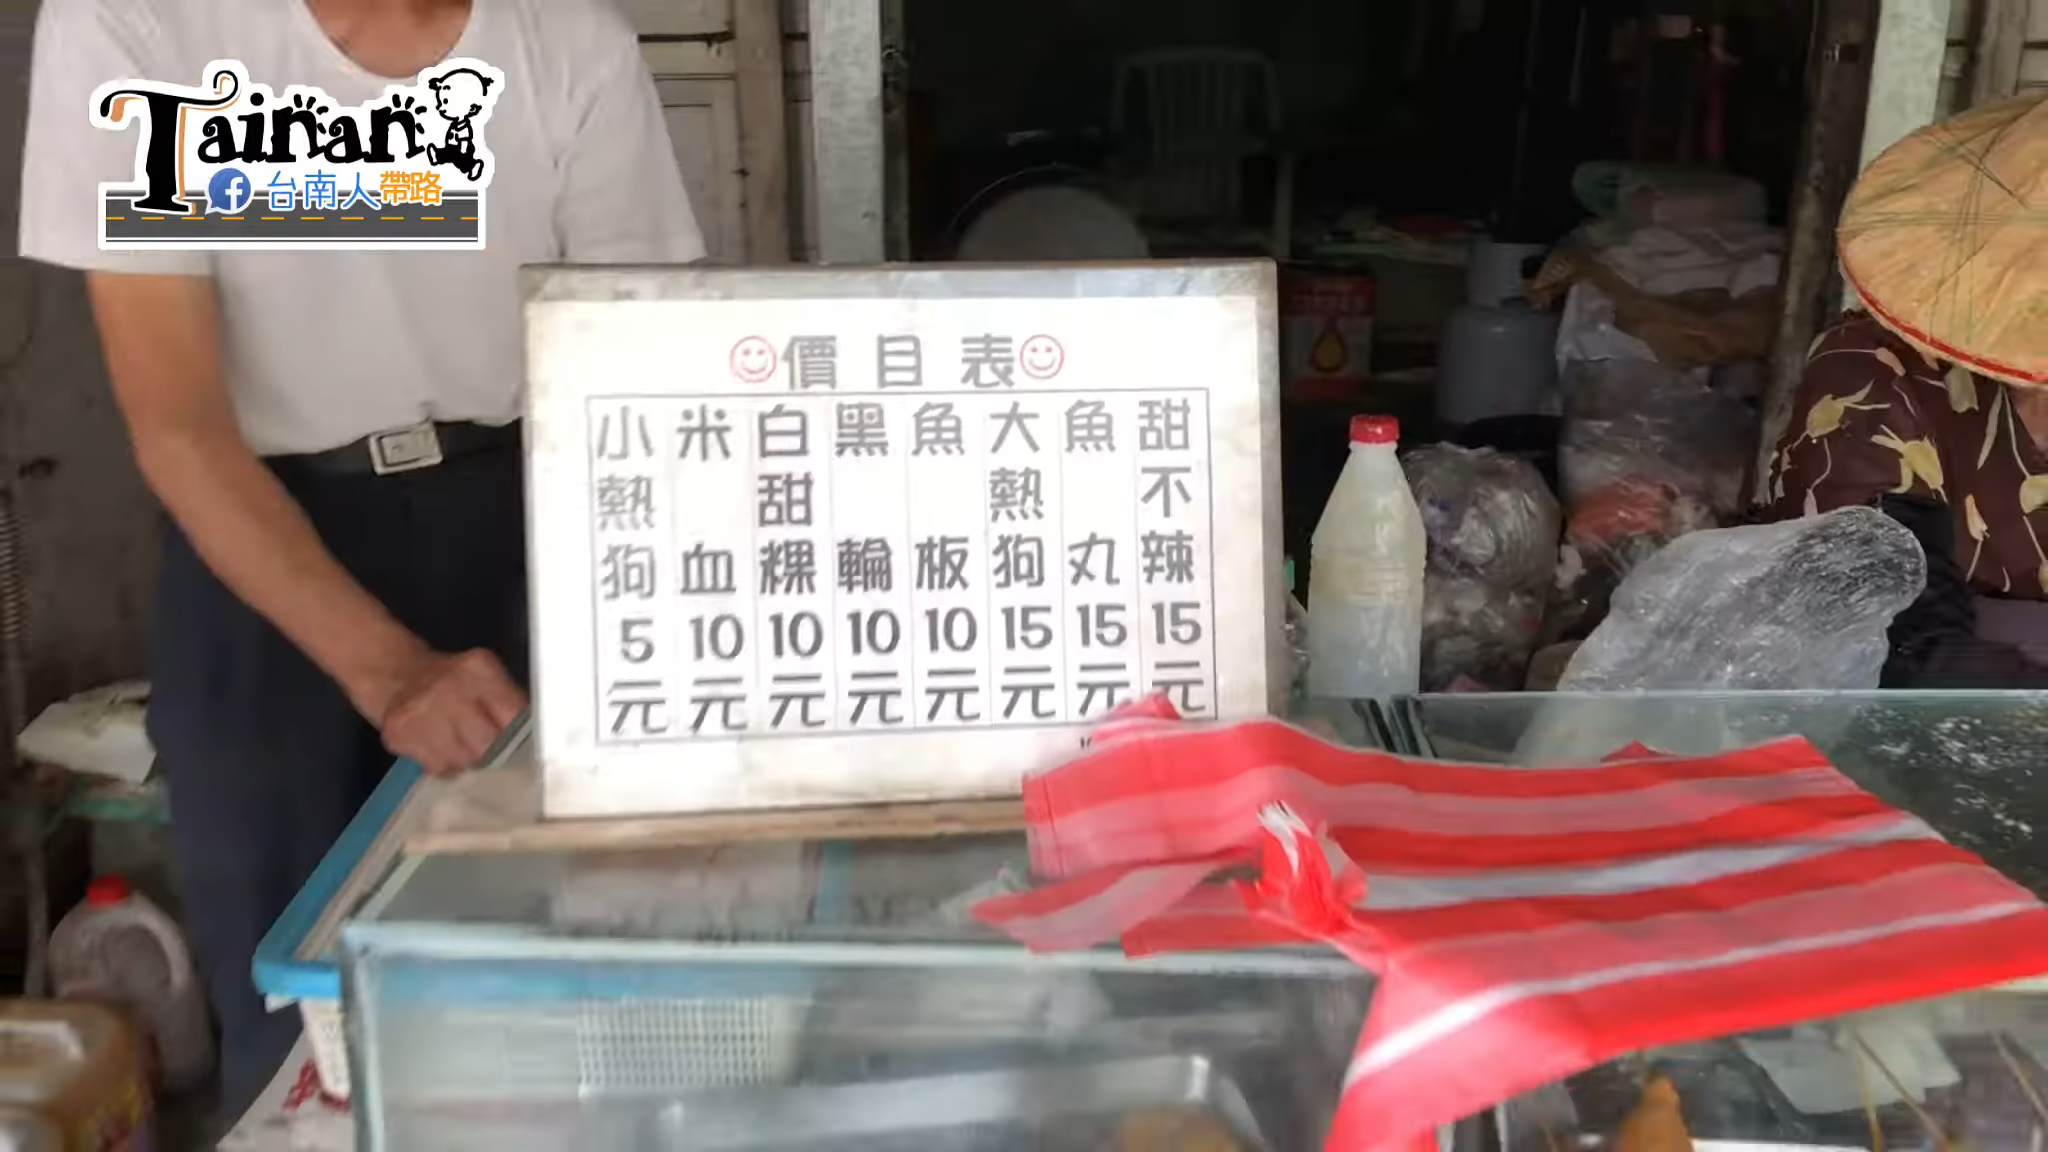 Tainan
台南人帶路
價目表
甜不辣15元
魚丸15元
大熱狗15元
魚板10元
黑輪10元
白甜粿10元
米血10元
小熱狗5元